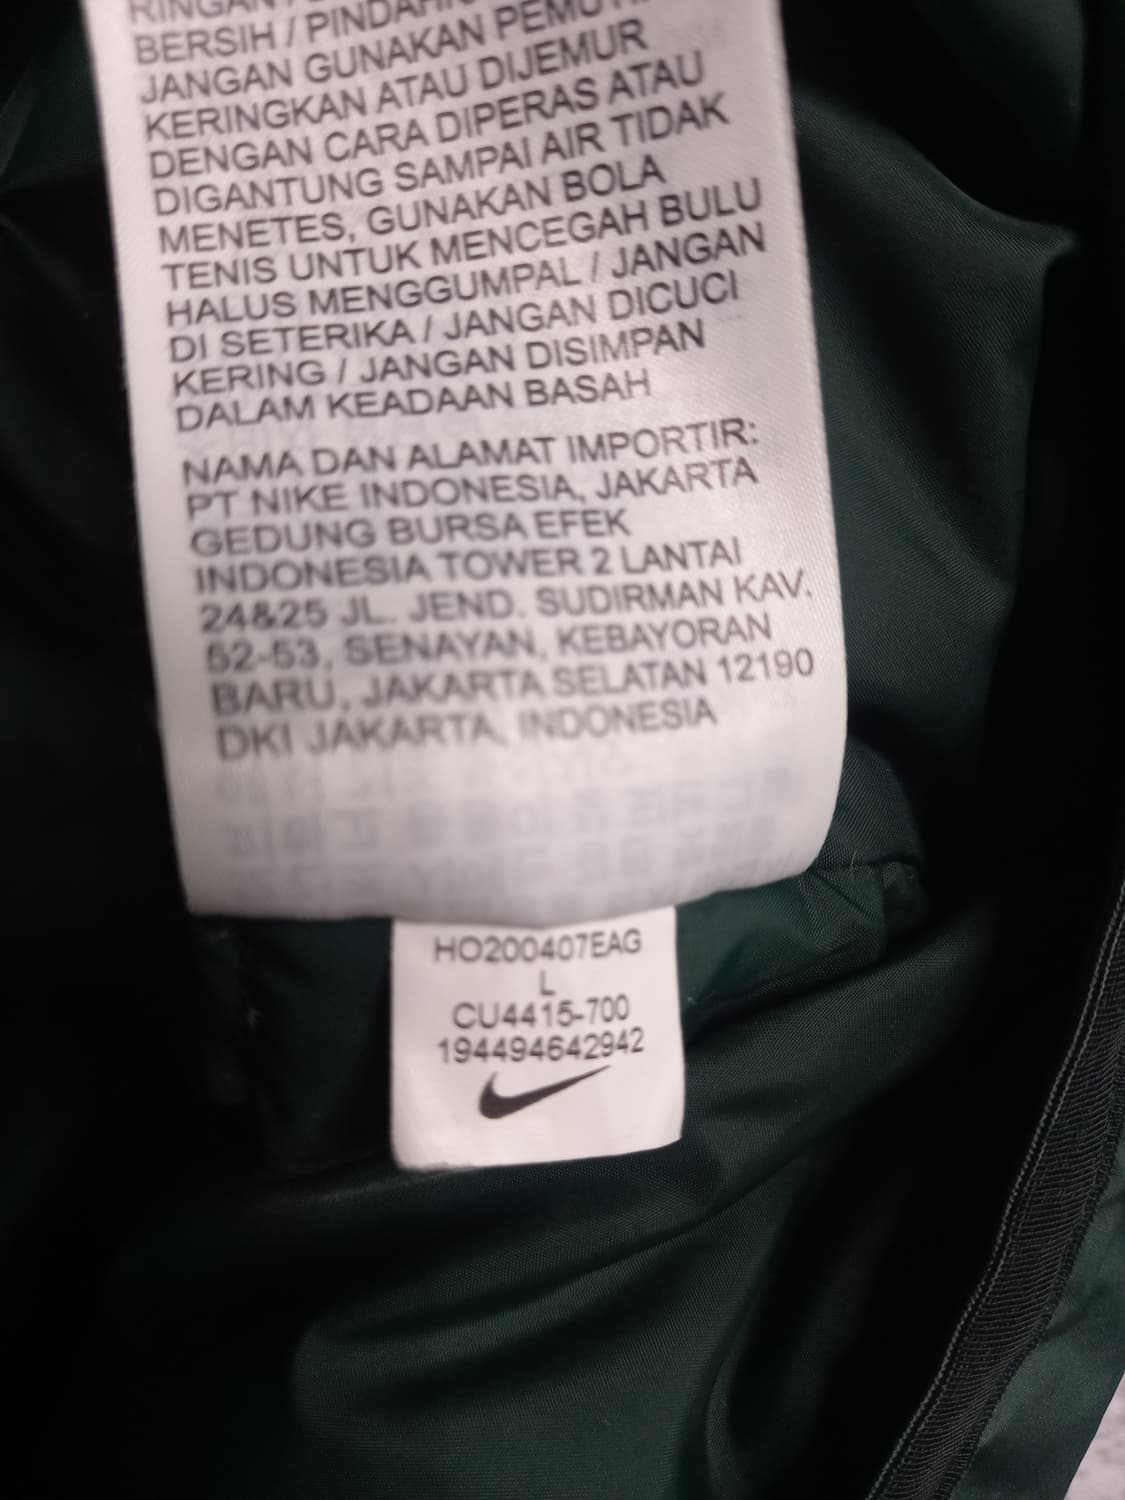 BERSIH / PINDAH
JANGAN GUNAKAN PEMUTI
KERINGKAN ATAU DIJEMUR
DENGAN CARA DIPERAS ATAU
DIGANTUNG SAMPAI AIR TIDAK
MENETES, GUNAKAN BOLA
TENIS UNTUK MENCEGAH BULU
HALUS MENGGUMPAL / JANGAN
DI SETERIKA / JANGAN DICUCI
KERING / JANGAN DISIMPAN
DALAM KEADAAN BASAH
NAMA DAN ALAMAT IMPORTIR:
PT NIKE INDONESIA, JAKARTA
GEDUNG BURSA EFEK
INDONESIA TOWER 2 LANTAI
24&25 JL. JEND. SUDIRMAN KAV.
52-53, SENAYAN, KEBAYORAN
BARU, JAKARTA SELATAN 12190
DKI JAKARTA, INDONESIA
HO200407EAG
L
CU4415-700
194494642942